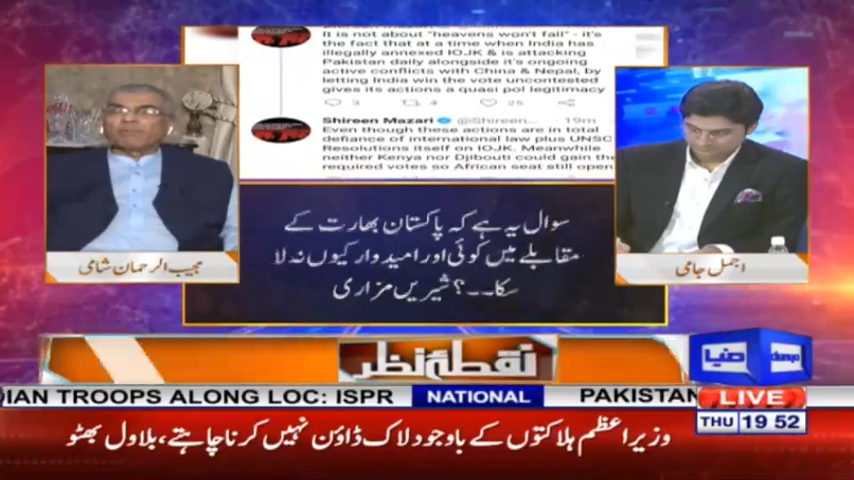 It is not about "heavens won't fall" - it's
the fact that at a time when India has
illegally annexed IOJK & is attacking
Pakistan daily alongside it's ongoing
active conflicts with China & Nepal, by
letting India win the vote uncontested
gives its actions a quasi pol legitimacy
3 4 25
Shireen Mazari @Shireen... 19m
Even though these actions are in total
defiance of international law plus UNSC
Resolutions itself on IOJK. Meanwhile
neither Kenya nor Djibouti could gain the
required votes so African seat still open
سوال یہ ہے کہ پاکستان بھارت کے
مقابلے میں کوئی اور امیدوار کیوں نہ لا
سکا۔۔؟ شیریں مزاری
مجیب الرحمان شامی
اجمل جامی
نقطۂ نظر
دنیا dunya
IAN TROOPS ALONG LOC: ISPR NATIONAL PAKISTAN
LIVE
THU 19 52
وزیراعظم ہلاکتوں کے باوجود لاک ڈاؤن نہیں کرنا چاہتے، بلاول بھٹو